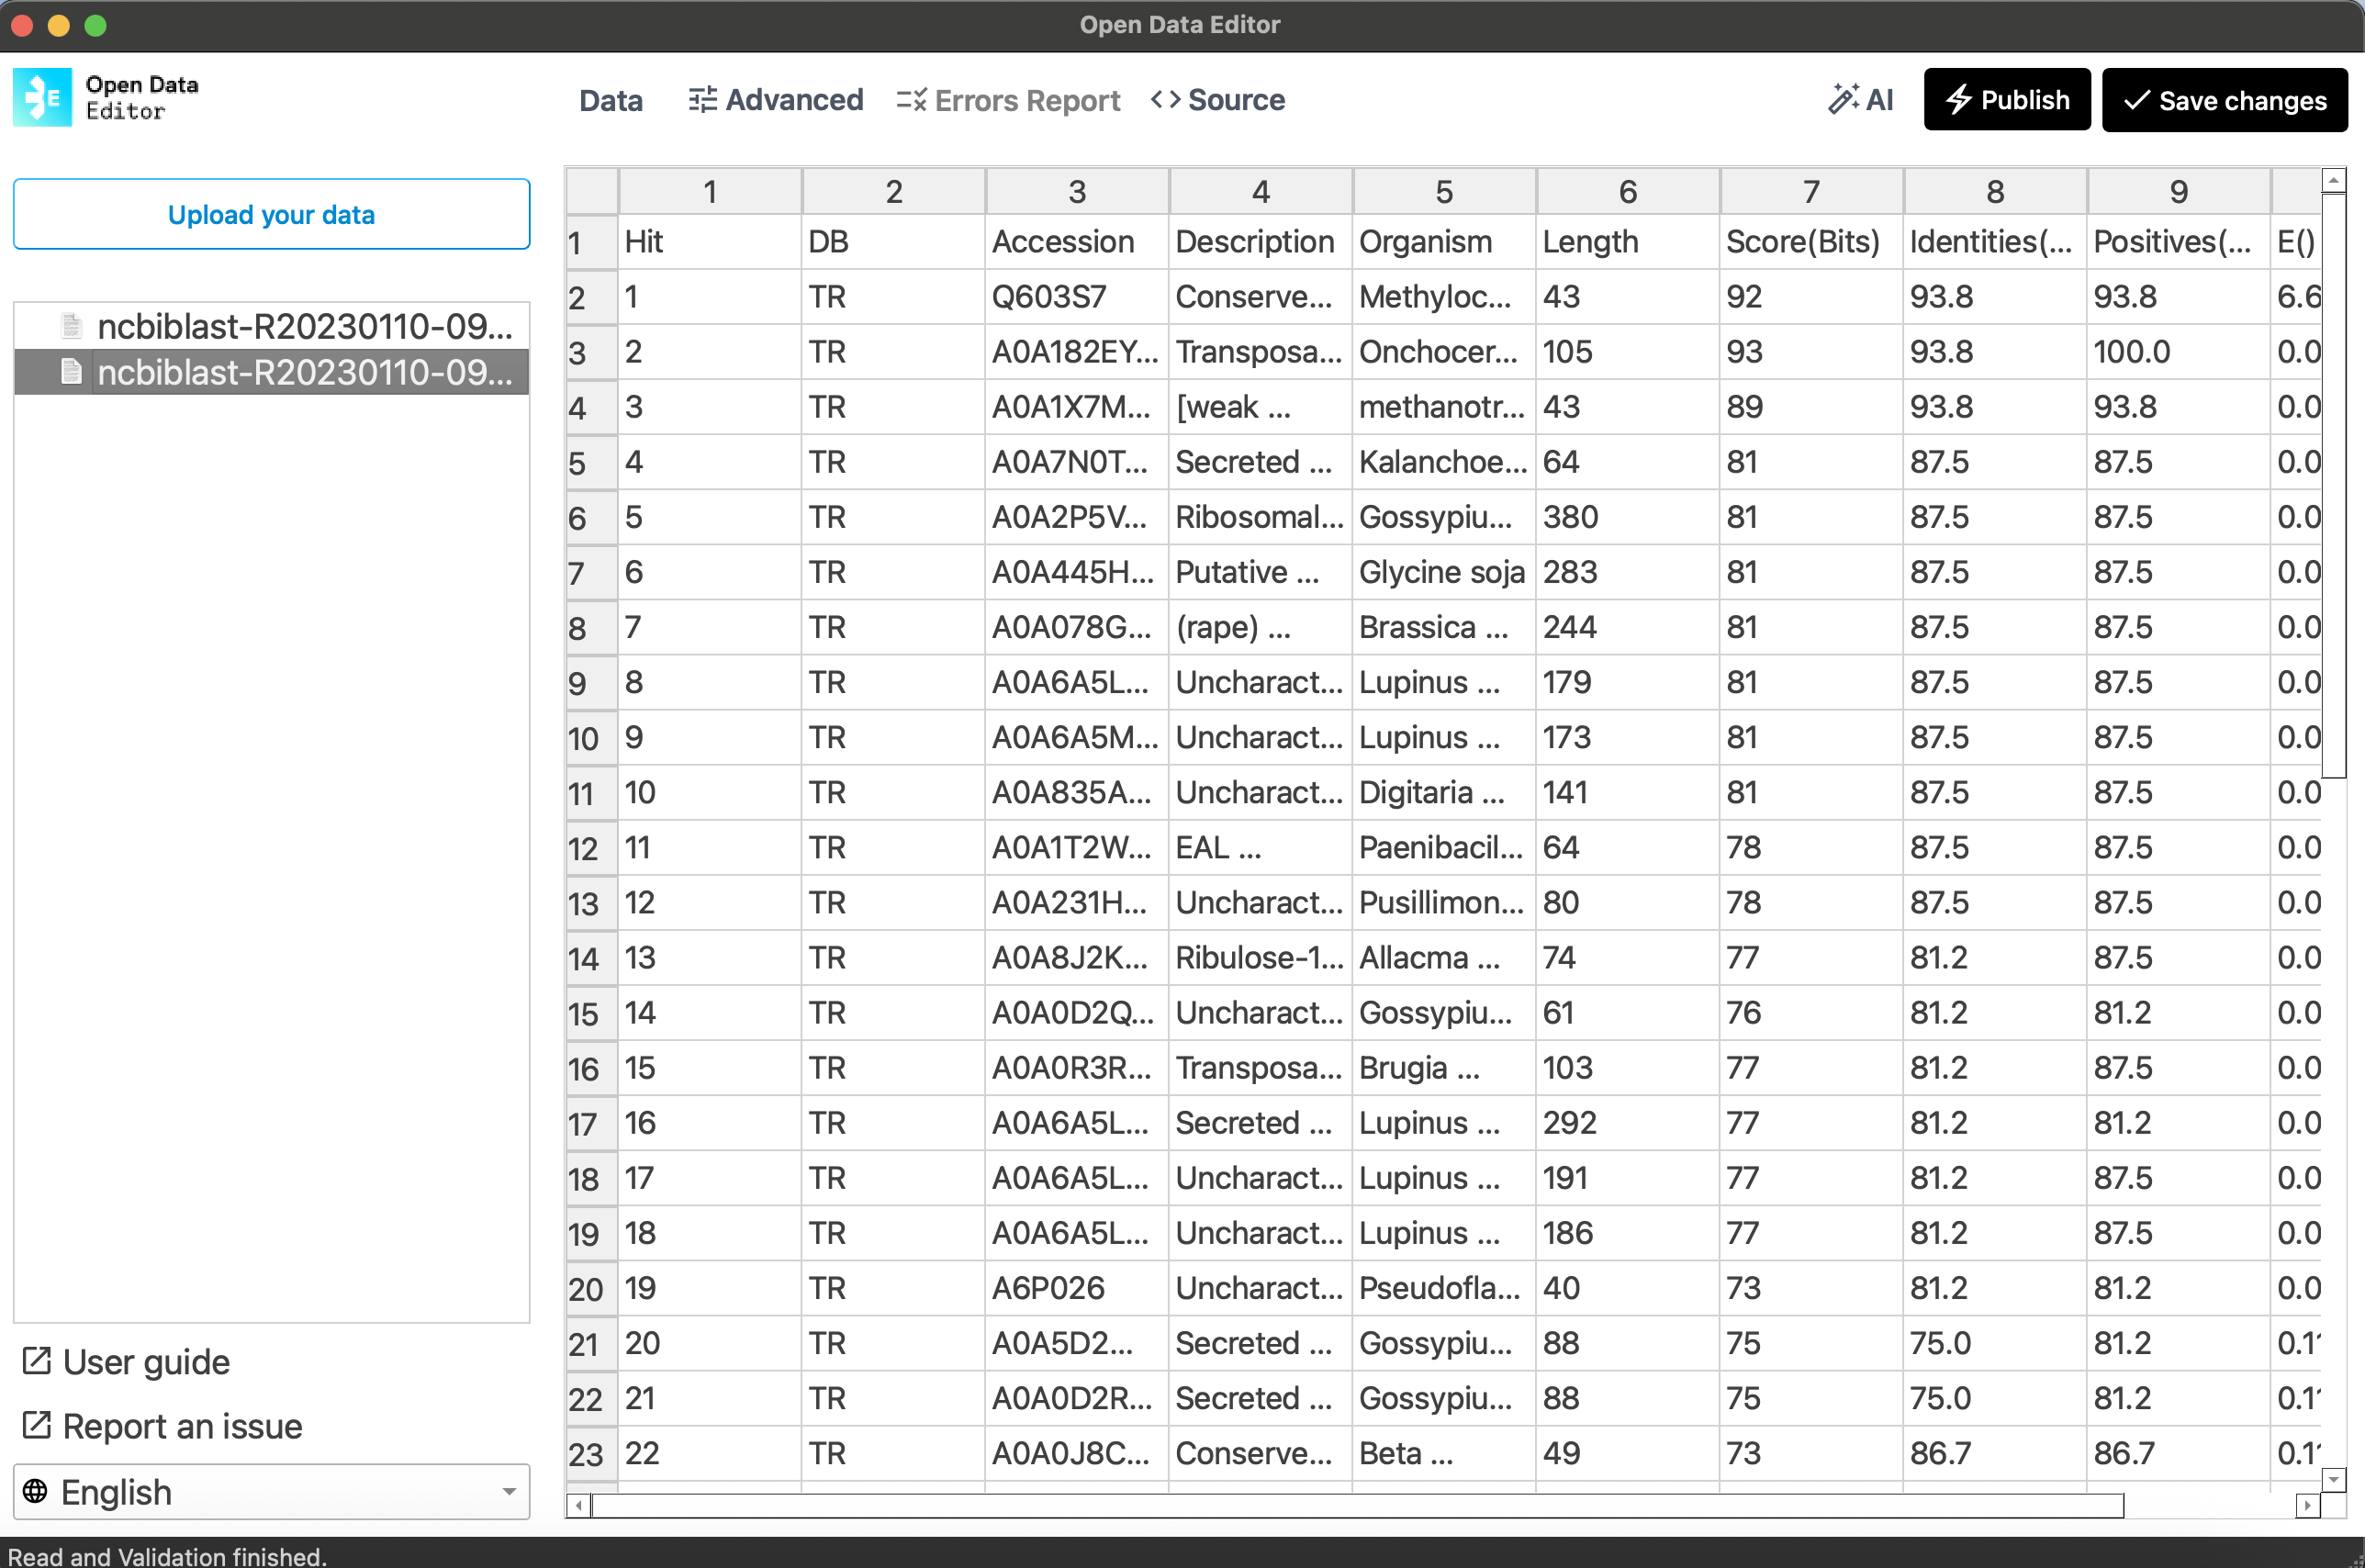 Open Data Editor
Open Data
Editor
E
Data Advanced Errors Report Source AI Publish Save changes
Upload your data
ncbiblast-R20230110-09...
ncbiblast-R20230110-09...
User guide
Report an issue
English
1 2 3 4 5 6 7 8 9
1 Hit DB Accession Description Organism Length Score(Bits) Identities(... Positives(... E()
2 1 TR Q603S7 Conserve... Methyloc... 43 92 93.8 93.8 6.6
3 2 TR A0A182EY... Transposa... Onchocer... 105 93 93.8 100.0 0.0
4 3 TR A0A1X7M... [weak ... methanotr... 43 89 93.8 93.8 0.0
5 4 TR A0A7N0T... Secreted ... Kalanchoe... 64 81 87.5 87.5 0.0
6 5 TR A0A2P5V... Ribosomal... Gossypiu... 380 81 87.5 87.5 0.0
7 6 TR A0A445H... Putative ... Glycine soja 283 81 87.5 87.5 0.0
8 7 TR A0A078G... (rape) ... Brassica ... 244 81 87.5 87.5 0.0
9 8 TR A0A6A5L... Uncharact... Lupinus ... 179 81 87.5 87.5 0.0
10 9 TR A0A6A5M... Uncharact... Lupinus ... 173 81 87.5 87.5 0.0
11 10 TR A0A835A... Uncharact... Digitaria ... 141 81 87.5 87.5 0.0
12 11 TR A0A1T2W... EAL ... Paenibacil... 64 78 87.5 87.5 0.0
13 12 TR A0A231H... Uncharact... Pusillimon... 80 78 87.5 87.5 0.0
14 13 TR A0A8J2K... Ribulose-1... Allacma ... 74 77 81.2 87.5 0.0
15 14 TR A0A0D2Q... Uncharact... Gossypiu... 61 76 81.2 81.2 0.0
16 15 TR A0A0R3R... Transposa... Brugia ... 103 77 81.2 87.5 0.0
17 16 TR A0A6A5L... Secreted ... Lupinus ... 292 77 81.2 81.2 0.0
18 17 TR A0A6A5L... Uncharact... Lupinus ... 191 77 81.2 87.5 0.0
19 18 TR A0A6A5L... Uncharact... Lupinus ... 186 77 81.2 87.5 0.0
20 19 TR A6P026 Uncharact... Pseudofla... 40 73 81.2 81.2 0.0
21 20 TR A0A5D2... Secreted ... Gossypiu... 88 75 75.0 81.2 0.1
22 21 TR A0A0D2R... Secreted ... Gossypiu... 88 75 75.0 81.2 0.1
23 22 TR A0A0J8C... Conserve... Beta ... 49 73 86.7 86.7 0.1
Read and Validation finished.